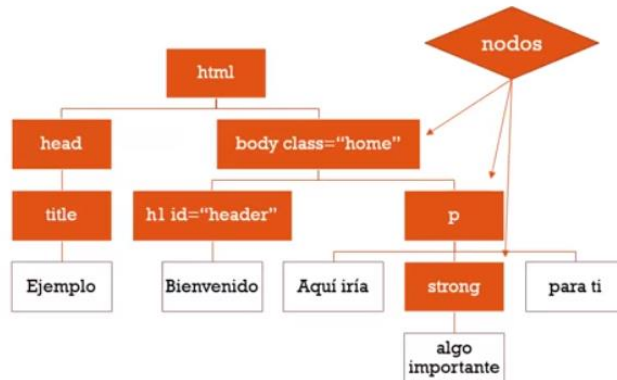 nodos
html
head
body class=“home”
title
h1 id=“header”
p
Ejemplo
Bienvenido
Aquí iría
strong
para ti
algo
importante